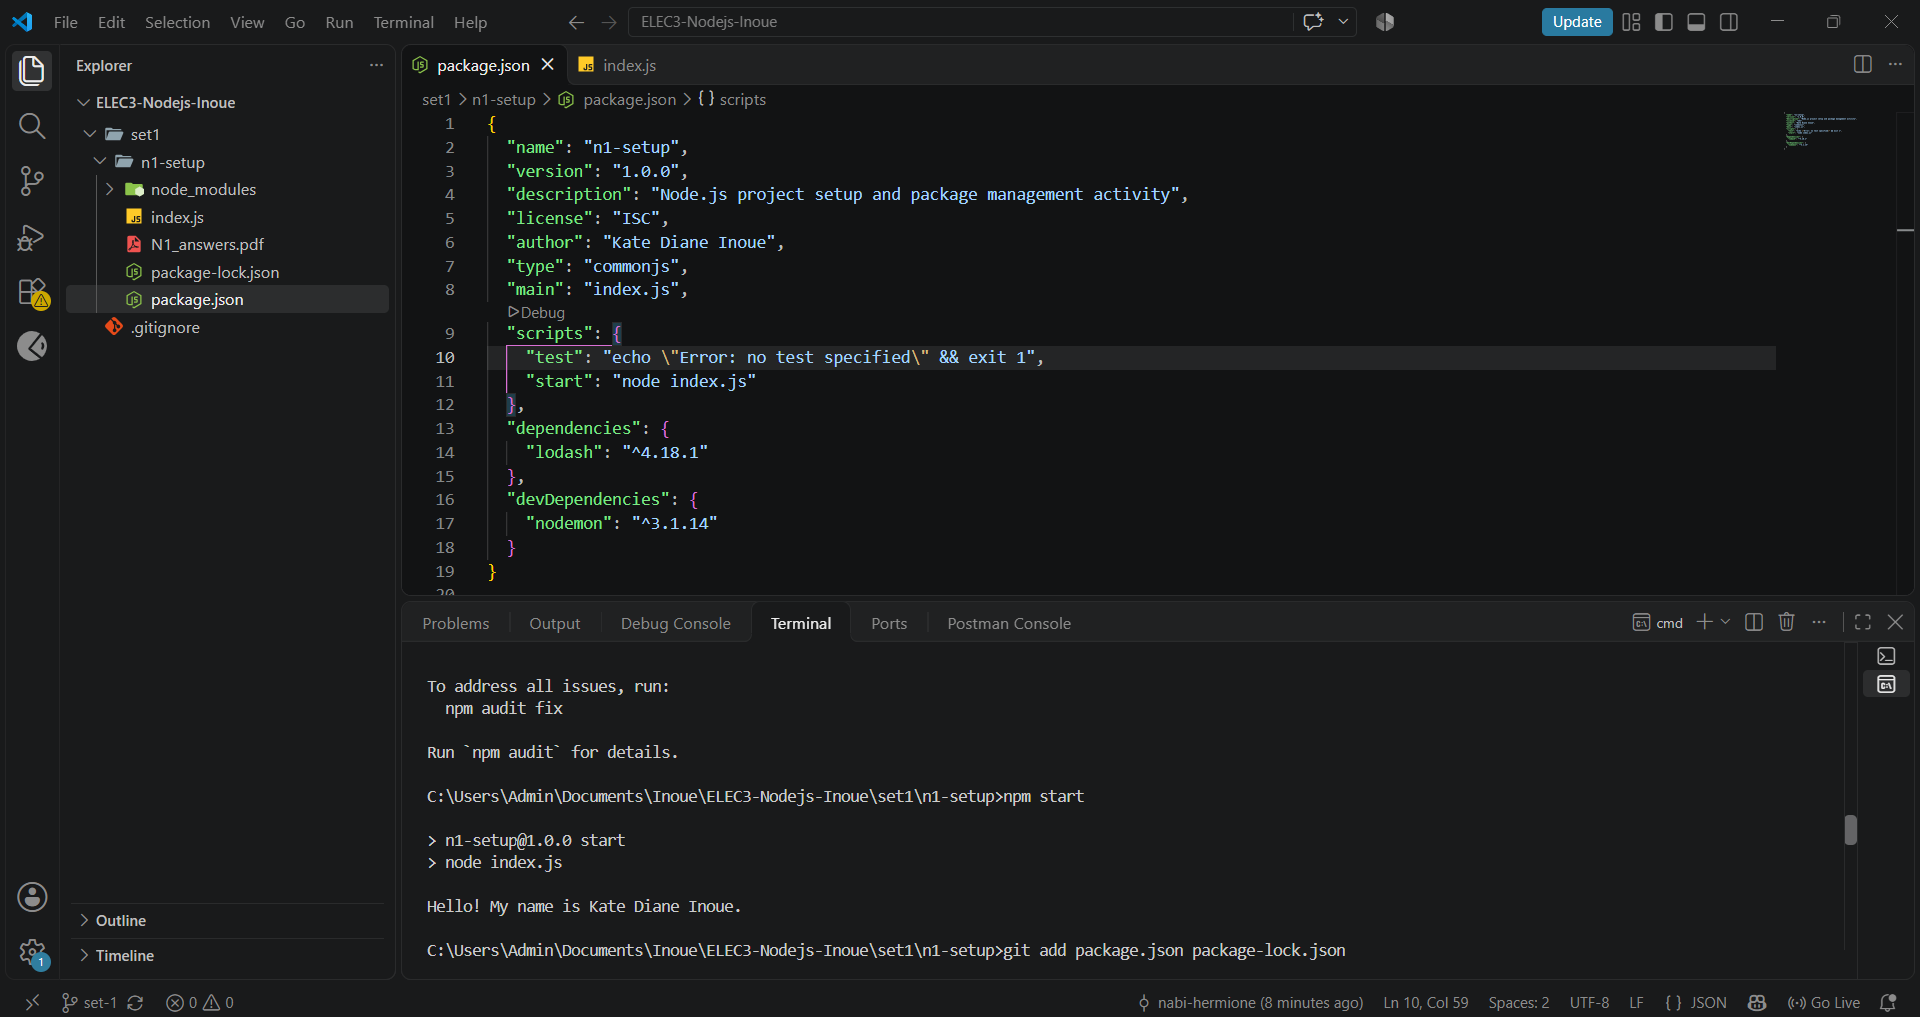 File Edit Selection View Go Run Terminal Help
ELEC3-Nodejs-Inoue
Update
Explorer
ELEC3-Nodejs-Inoue
set1
n1-setup
node_modules
index.js
N1_answers.pdf
package-lock.json
package.json
.gitignore
Outline
Timeline
package.json
index.js
set1 > n1-setup > package.json > {} scripts
1 {
2 "name": "n1-setup",
3 "version": "1.0.0",
4 "description": "Node.js project setup and package management activity",
5 "license": "ISC",
6 "author": "Kate Diane Inoue",
7 "type": "commonjs",
8 "main": "index.js",
Debug
9 "scripts": {
10 "test": "echo \"Error: no test specified\" && exit 1",
11 "start": "node index.js"
12 },
13 "dependencies": {
14 "lodash": "^4.18.1"
15 },
16 "devDependencies": {
17 "nodemon": "^3.1.14"
18 }
19 }
20
Problems Output Debug Console Terminal Ports Postman Console
cmd
To address all issues, run:
npm audit fix
Run `npm audit` for details.
C:\Users\Admin\Documents\Inoue\ELEC3-Nodejs-Inoue\set1\n1-setup>npm start
> n1-setup@1.0.0 start
> node index.js
Hello! My name is Kate Diane Inoue.
C:\Users\Admin\Documents\Inoue\ELEC3-Nodejs-Inoue\set1\n1-setup>git add package.json package-lock.json
1
set-1 0 0
nabi-hermione (8 minutes ago) Ln 10, Col 59 Spaces: 2 UTF-8 LF {} JSON Go Live